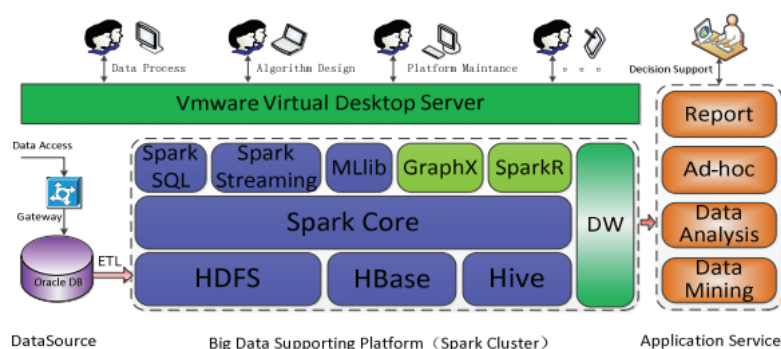 Data Process
Algorithm Design
Platform Maintance
。 。 。
Decision Support
Vmware Virtual Desktop Server
Report
Ad-hoc
Data
Analysis
Data
Mining
Data Access
Gateway
Oracle DB
ETL
Spark
SQL
Spark
Streaming
MLlib
GraphX
SparkR
Spark Core
HDFS
HBase
Hive
DW
DataSource
Big Data Supporting Platform（Spark Cluster）
Application Service